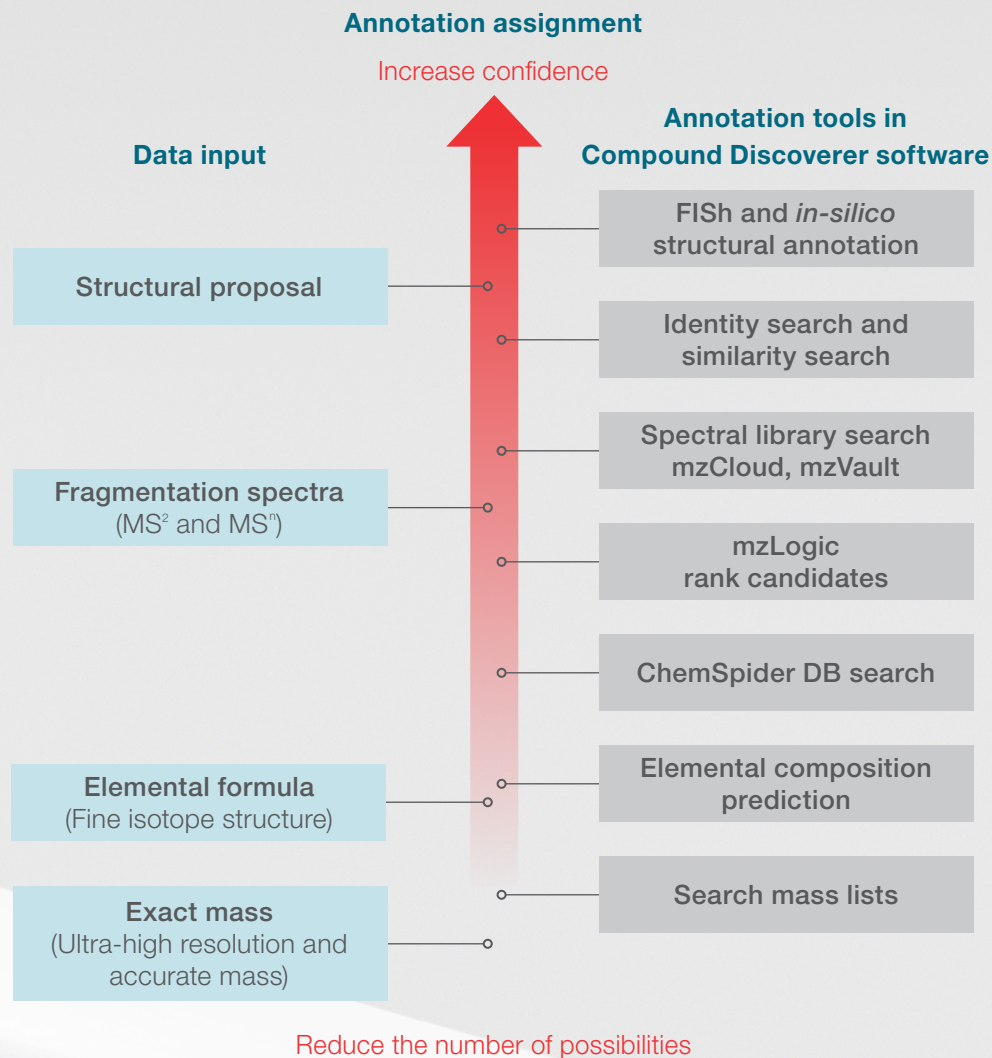 Annotation assignment
Increase confidence
Data input
Annotation tools in
Compound Discoverer software
FISh and in-silico
structural annotation
Structural proposal
Identity search and
similarity search
Spectral library search
mzCloud, mzVault
Fragmentation spectra
(MS² and MSⁿ)
mzLogic
rank candidates
ChemSpider DB search
Elemental composition
prediction
Elemental formula
(Fine isotope structure)
Search mass lists
Exact mass
(Ultra-high resolution and
accurate mass)
Reduce the number of possibilities